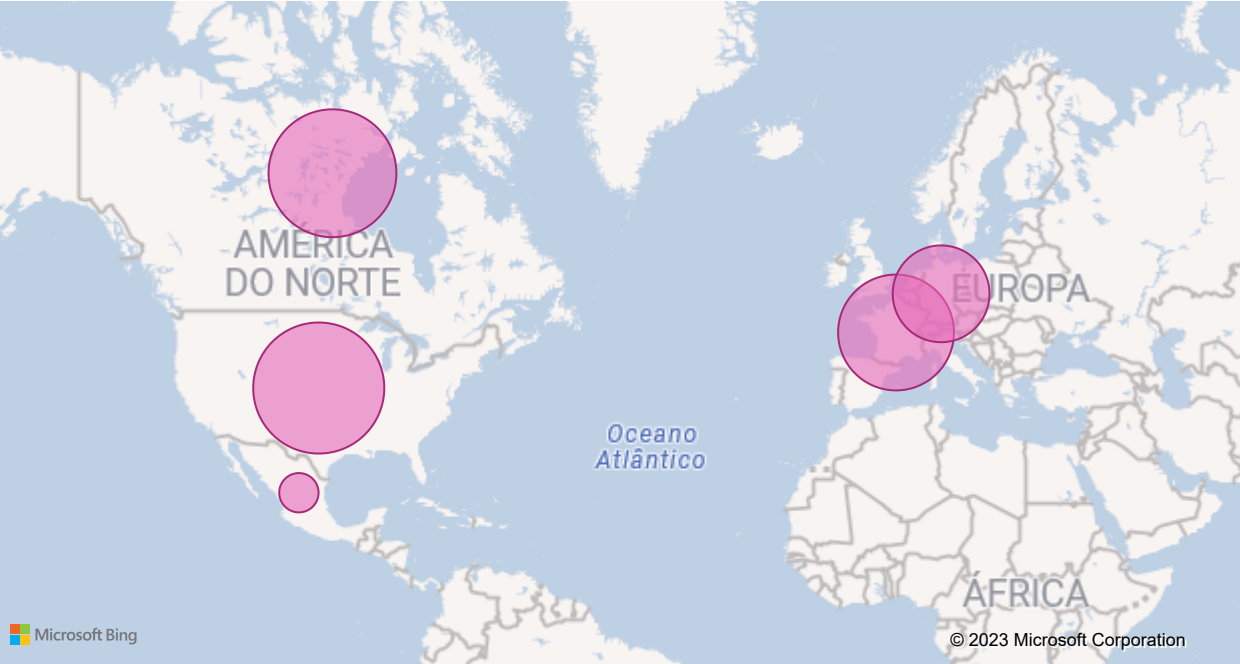 AMÉRICA
DO NORTE
EUROPA
Oceano
Atlântico
ÁFRICA
Microsoft Bing
© 2023 Microsoft Corporation